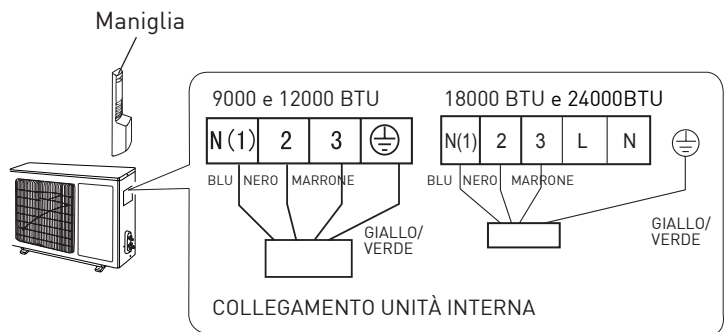 Maniglia
9000 e 12000 BTU
N(1) 2 3
BLU NERO MARRONE
GIALLO/
VERDE
18000 BTU e 24000BTU
N(1) 2 3 L N
BLU NERO MARRONE
GIALLO/
VERDE
COLLEGAMENTO UNITÀ INTERNA